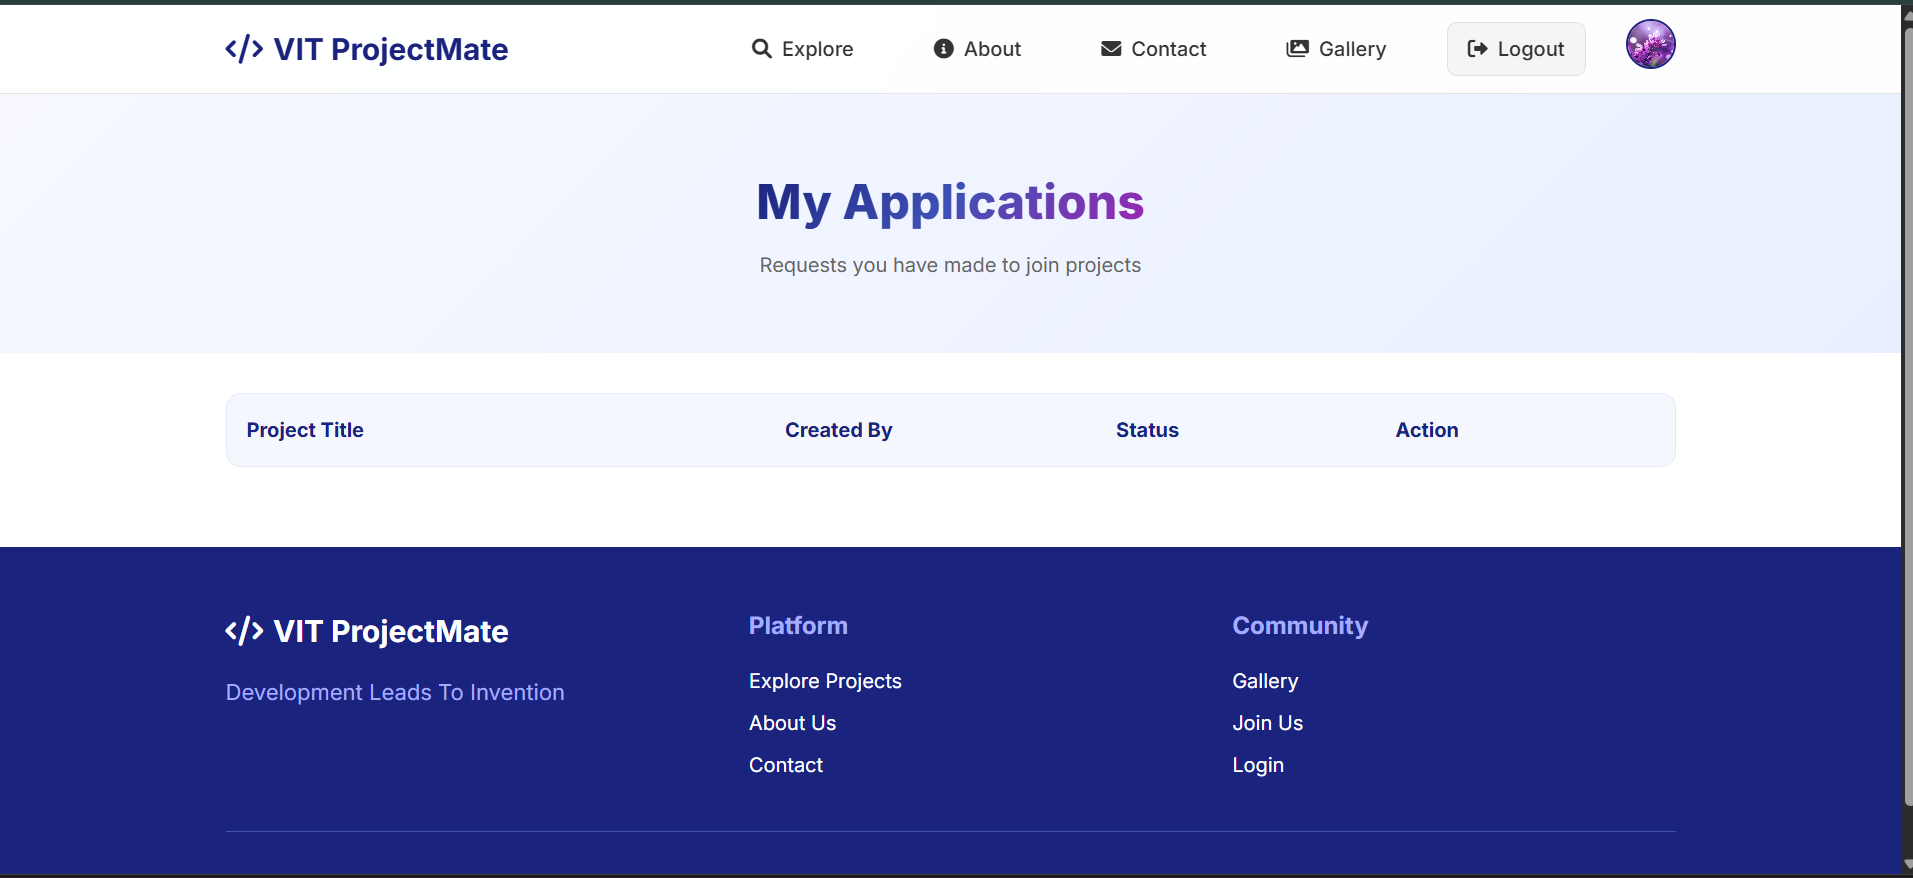 </> VIT ProjectMate
Explore
About
Contact
Gallery
Logout
My Applications
Requests you have made to join projects
Project Title
Created By
Status
Action
</> VIT ProjectMate
Development Leads To Invention
Platform
Explore Projects
About Us
Contact
Community
Gallery
Join Us
Login